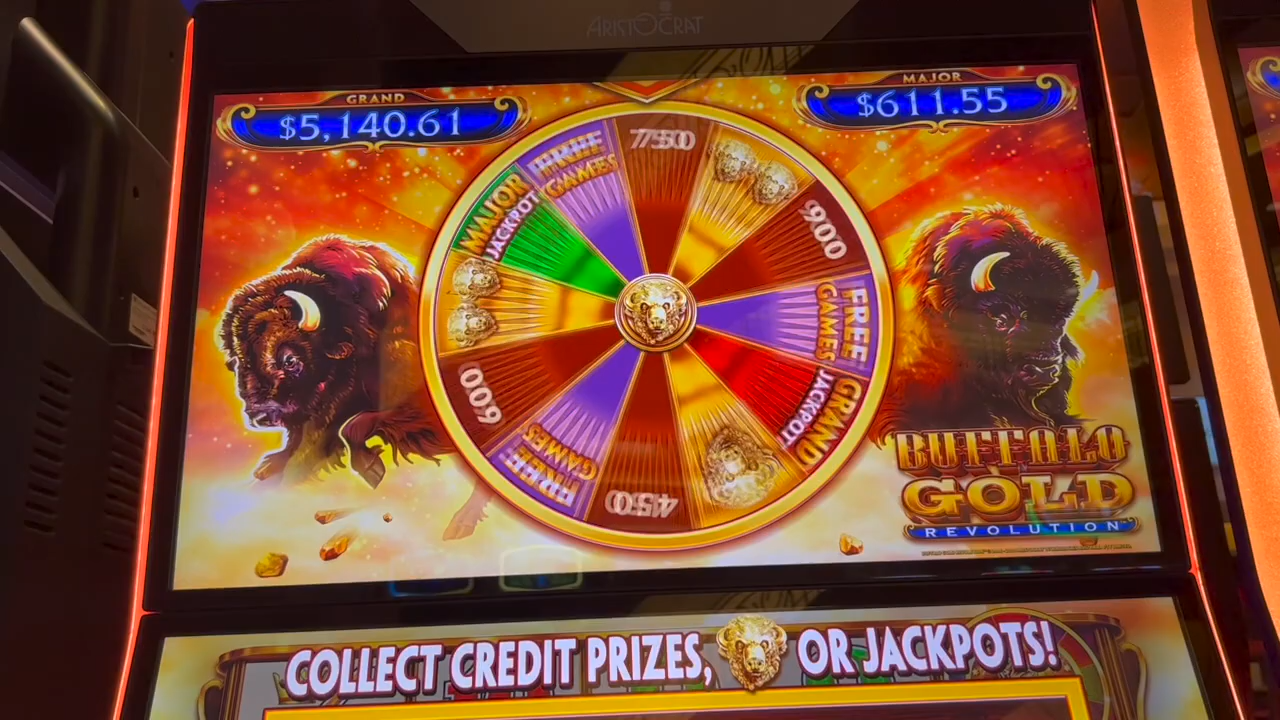 ARISTOCRAT
GRAND
$5,140.61
MAJOR
$611.55
750
900
FREE
GAMES
GRAND
JACKPOT
450
FREE
GAMES
600
MAJOR
JACKPOT
FREE
GAMES
BUFFALO
GOLD
REVOLUTION
COLLECT CREDIT PRIZES, OR JACKPOTS!